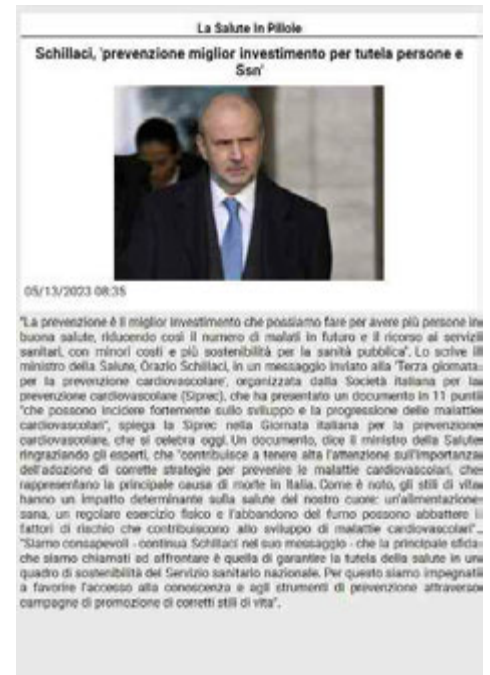 La Salute In Pillole
Schillaci, 'prevenzione miglior investimento per tutela persone e
Ssn'
05/13/2023 08:35
"La prevenzione è il miglior investimento che possiamo fare per avere più persone in
buona salute, riducendo così il numero di malati in futuro e il ricorso ai servizi
sanitari, con minori costi e più sostenibilità per la sanità pubblica". Lo scrive il
ministro della Salute, Orazio Schillaci, in un messaggio inviato alla 'Terza giornata
per la prevenzione cardiovascolare', organizzata dalla Società italiana per la
prevenzione cardiovascolare (Siprec), che ha presentato un documento in 11 punti
"che possono incidere fortemente sullo sviluppo e la progressione delle malattie
cardiovascolari", spiega la Siprec nella Giornata italiana per la prevenzione
cardiovascolare, che si celebra oggi. Un documento, dice il ministro della Salute
ringraziando gli esperti, che "contribuisce a tenere alta l'attenzione sull'importanza
dell'adozione di corrette strategie per prevenire le malattie cardiovascolari, che
rappresentano la principale causa di morte in Italia. Come è noto, gli stili di vita
hanno un impatto determinante sulla salute del nostro cuore: un'alimentazione
sana, un regolare esercizio fisico e l'abbandono del fumo possono abbattere i
fattori di rischio che contribuiscono allo sviluppo di malattie cardiovascolari".
"Siamo consapevoli - continua Schillaci nel suo messaggio - che la principale sfida
che siamo chiamati ad affrontare è quella di garantire la tutela della salute in un
quadro di sostenibilità del Servizio sanitario nazionale. Per questo siamo impegnati
a favorire l'accesso alla conoscenza e agli strumenti di prevenzione attraverso
campagne di promozione di corretti stili di vita".